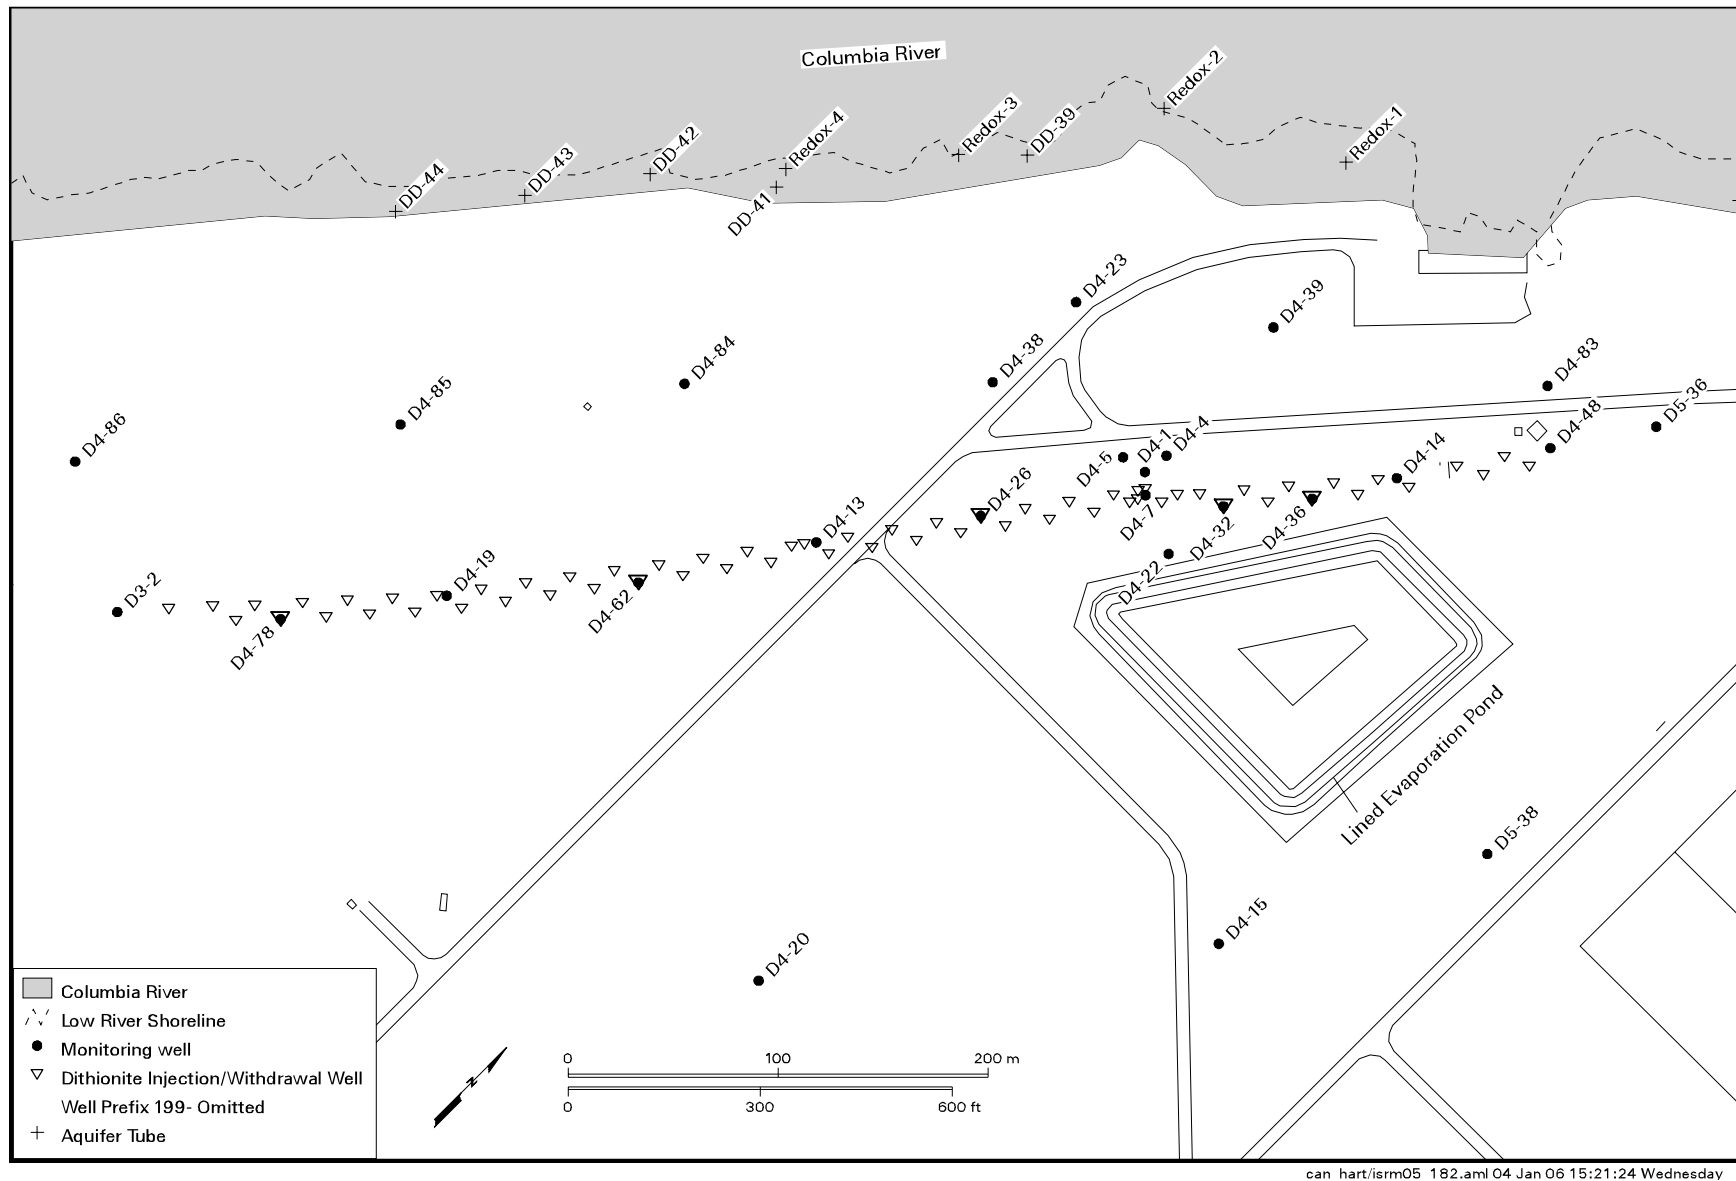 Columbia River
Redox-2
Redox-3
DD-39
Redox-4
Redox-1
DD-42
DD-43
DD-44
DD-41
D4-23
D4-39
D4-84
D4-38
D4-83
D4-85
D5-36
D4-86
D4-48
D4-1
D4-4
D4-5
D4-14
D4-26
D4-13
D4-7
D4-32
D4-36
D4-19
D3-2
D4-22
D4-62
D4-78
Lined Evaporation Pond
D5-38
D4-15
D4-20
Columbia River
Low River Shoreline
Monitoring well
Dithionite Injection/Withdrawal Well
Well Prefix 199- Omitted
Aquifer Tube
N
0 100 200 m
0 300 600 ft
can_hart/isrm05_182.aml 04 Jan 06 15:21:24 Wednesday